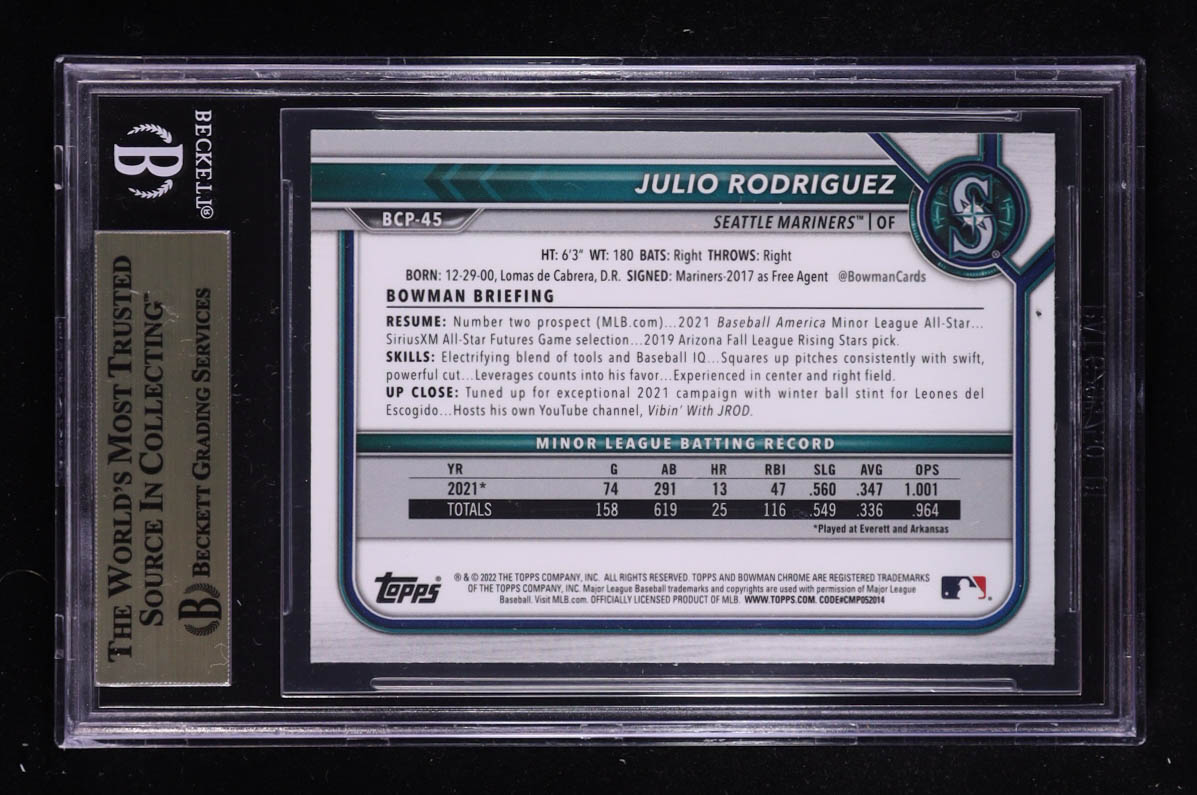 BECKETT®
B
THE WORLD'S MOST TRUSTED
SOURCE IN COLLECTING™
B BECKETT GRADING SERVICES
JULIO RODRIGUEZ
BCP-45
SEATTLE MARINERS™ | OF
S
HT: 6'3" WT: 180 BATS: Right THROWS: Right
BORN: 12-29-00, Lomas de Cabrera, D.R. SIGNED: Mariners-2017 as Free Agent @BowmanCards
BOWMAN BRIEFING
RESUME: Number two prospect (MLB.com)...2021 Baseball America Minor League All-Star...
SiriusXM All-Star Futures Game selection...2019 Arizona Fall League Rising Stars pick.
SKILLS: Electrifying blend of tools and Baseball IQ...Squares up pitches consistently with swift,
powerful cut...Leverages counts into his favor...Experienced in center and right field.
UP CLOSE: Tuned up for exceptional 2021 campaign with winter ball stint for Leones del
Escogido...Hosts his own YouTube channel, Vibin' With JROD.
MINOR LEAGUE BATTING RECORD
YR G AB HR RBI SLG AVG OPS
2021* 74 291 13 47 .560 .347 1.001
TOTALS 158 619 25 116 .549 .336 .964
*Played at Everett and Arkansas
Topps®
® & © 2022 THE TOPPS COMPANY, INC. ALL RIGHTS RESERVED. TOPPS AND BOWMAN CHROME ARE REGISTERED TRADEMARKS
OF THE TOPPS COMPANY, INC. Major League Baseball trademarks and copyrights are used with permission of Major League
Baseball. Visit MLB.com. OFFICIALLY LICENSED PRODUCT OF MLB. WWW.TOPPS.COM. CODE#CMP052014